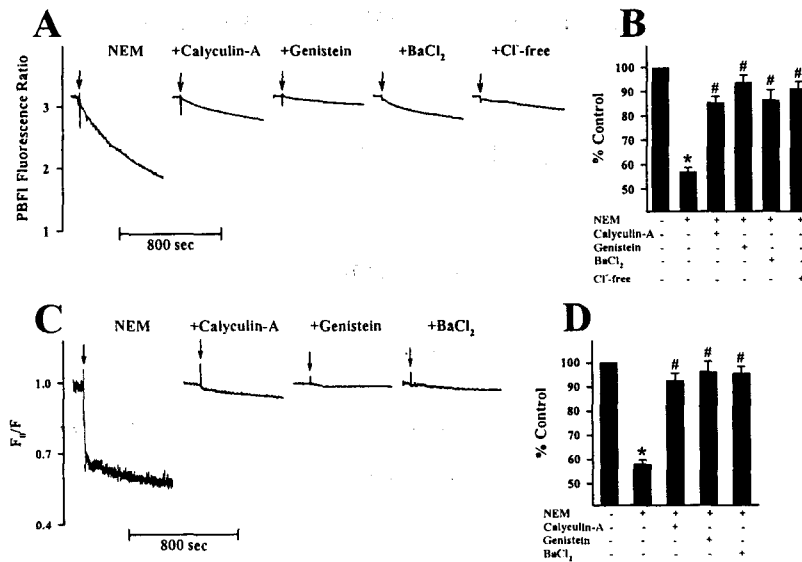 A
NEM +Calyculin-A +Genistein +BaCl2 +Cl-free
PBFI Fluorescence Ratio
3
2
1
800 sec
B
% Control
100
90
80
70
60
50
* # # # #
NEM - + + + + +
Calyculin-A - - + - - -
Genistein - - - + - -
BaCl2 - - - - + -
Cl-free - - - - - +
C
NEM +Calyculin-A +Genistein +BaCl2
F0/F
1.0
0.7
0.4
800 sec
D
% Control
100
90
80
70
60
50
* # # #
NEM - + + + +
Calyculin-A - - + - -
Genistein - - - + -
BaCl2 - - - - +